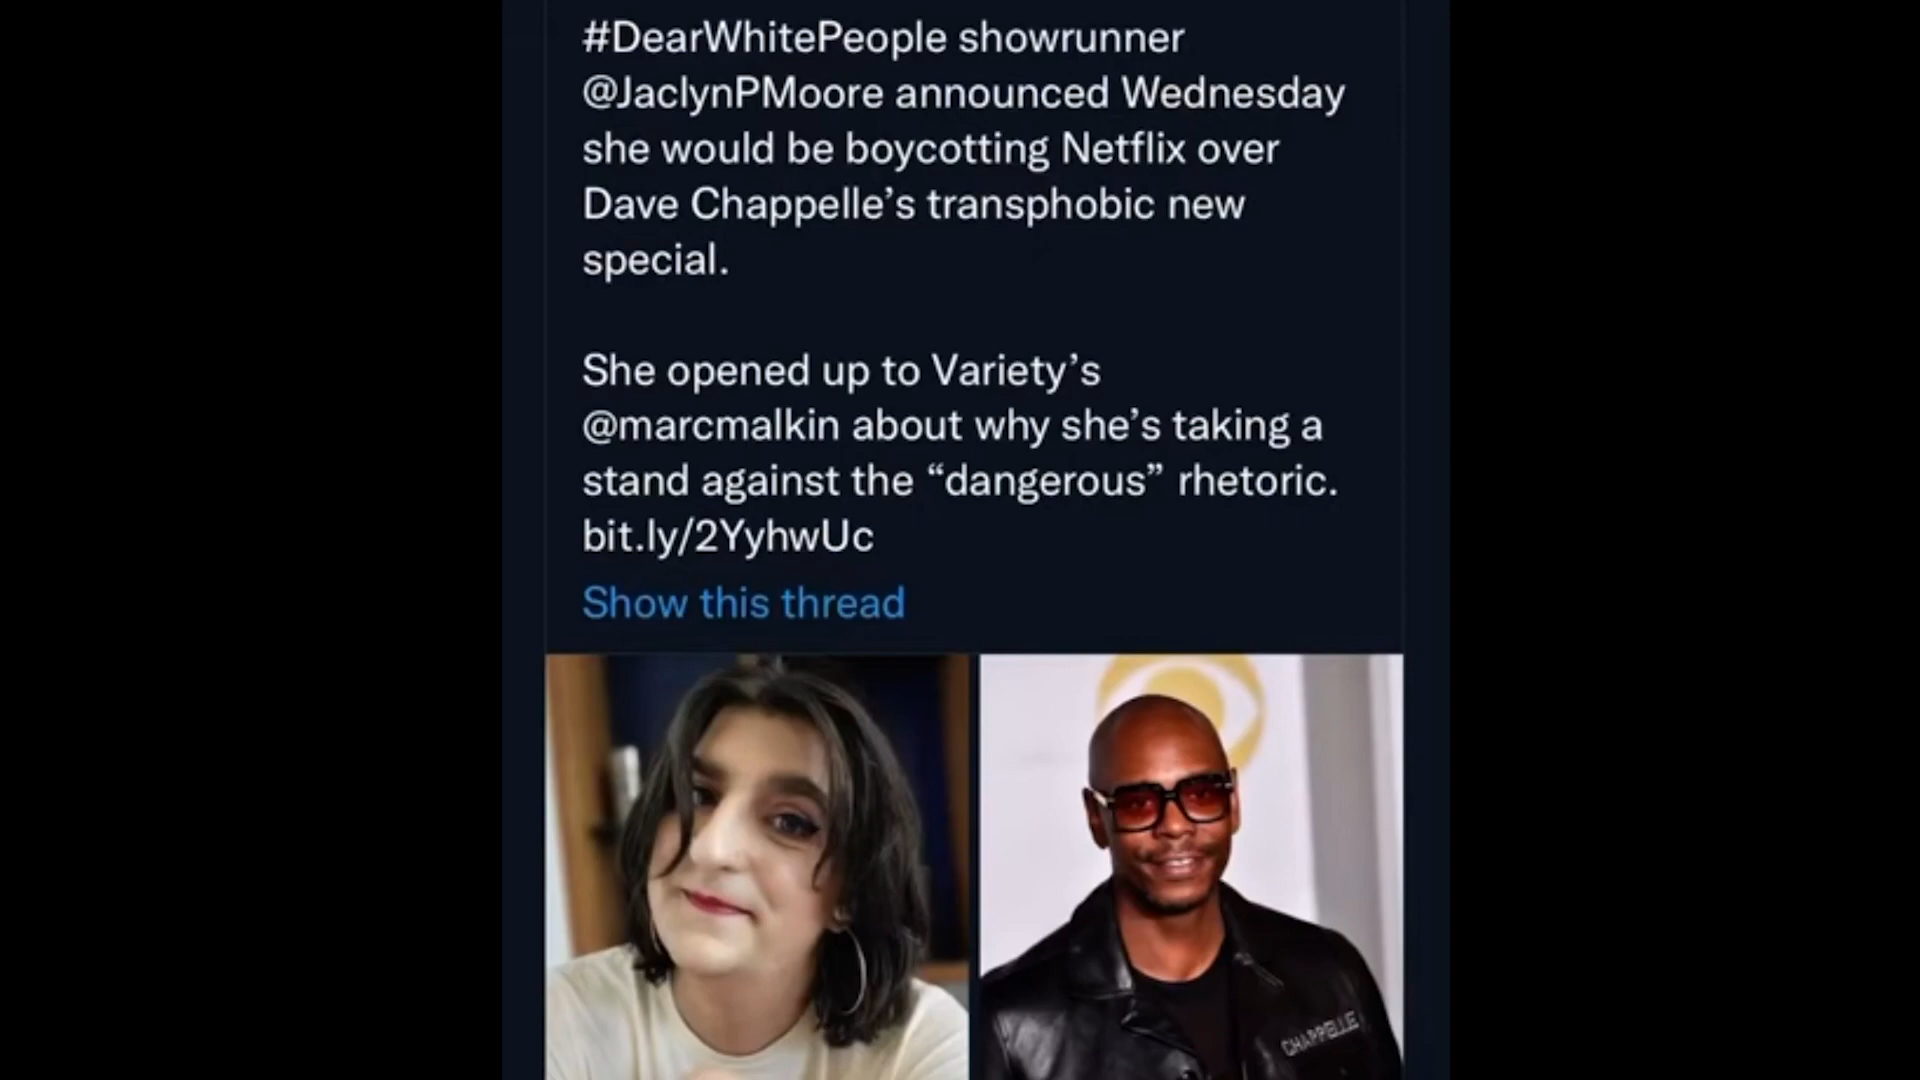 #DearWhitePeople showrunner
@JaclynPMoore announced Wednesday
she would be boycotting Netflix over
Dave Chappelle’s transphobic new
special.
She opened up to Variety’s
@marcmalkin about why she’s taking a
stand against the “dangerous” rhetoric.
bit.ly/2YyhwUc
Show this thread
CHAPPELLE